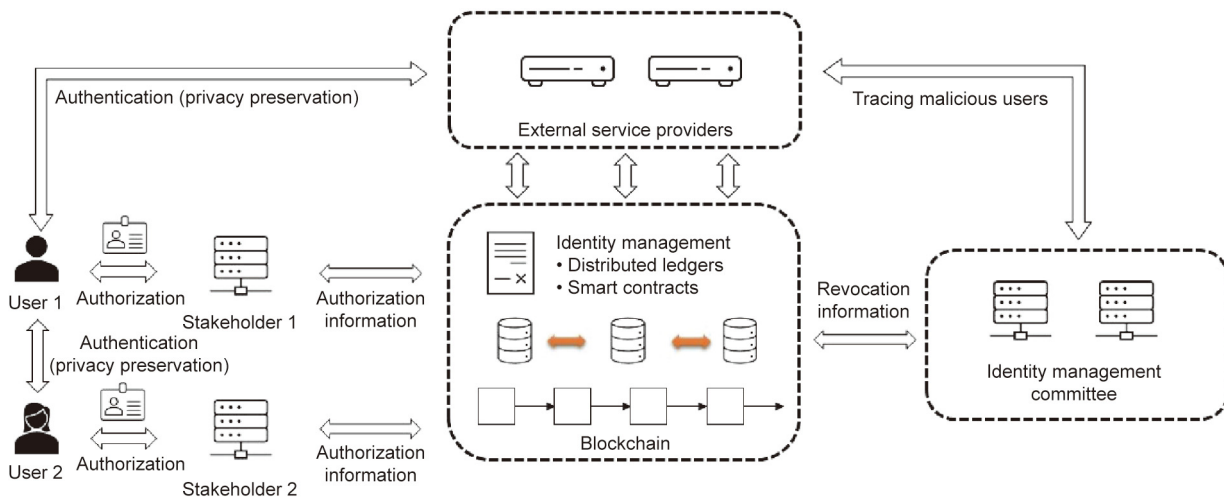 Authentication (privacy preservation)
External service providers
Tracing malicious users
User 1
Authorization
Stakeholder 1
Authorization
information
Identity management
• Distributed ledgers
• Smart contracts
Revocation
information
Identity management
committee
Authentication
(privacy preservation)
User 2
Authorization
Stakeholder 2
Authorization
information
Blockchain